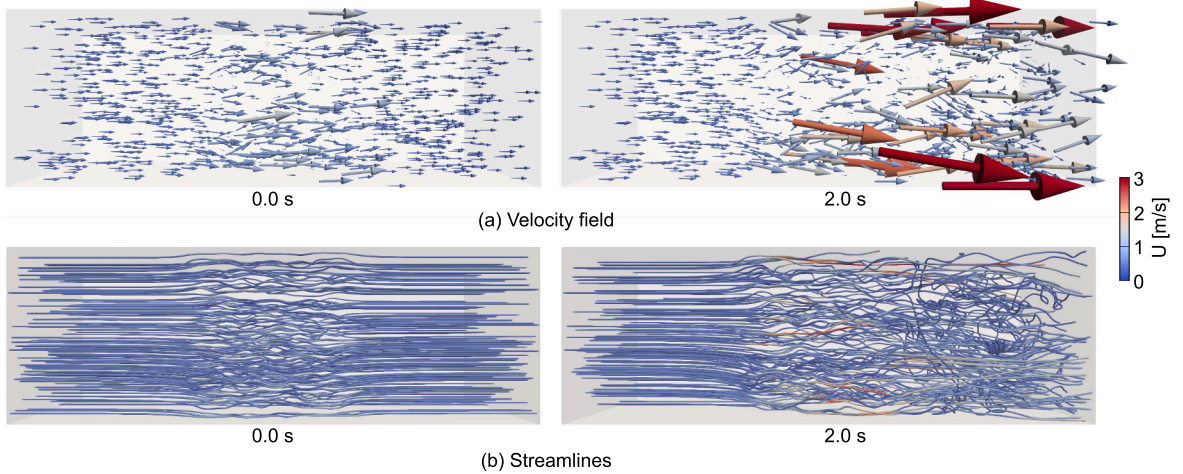 0.0 s
2.0 s
(a) Velocity field
3
2
1
0
U [m/s]
0.0 s
2.0 s
(b) Streamlines